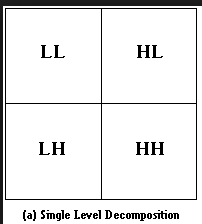 LL HL
LH HH
(a) Single Level Decomposition